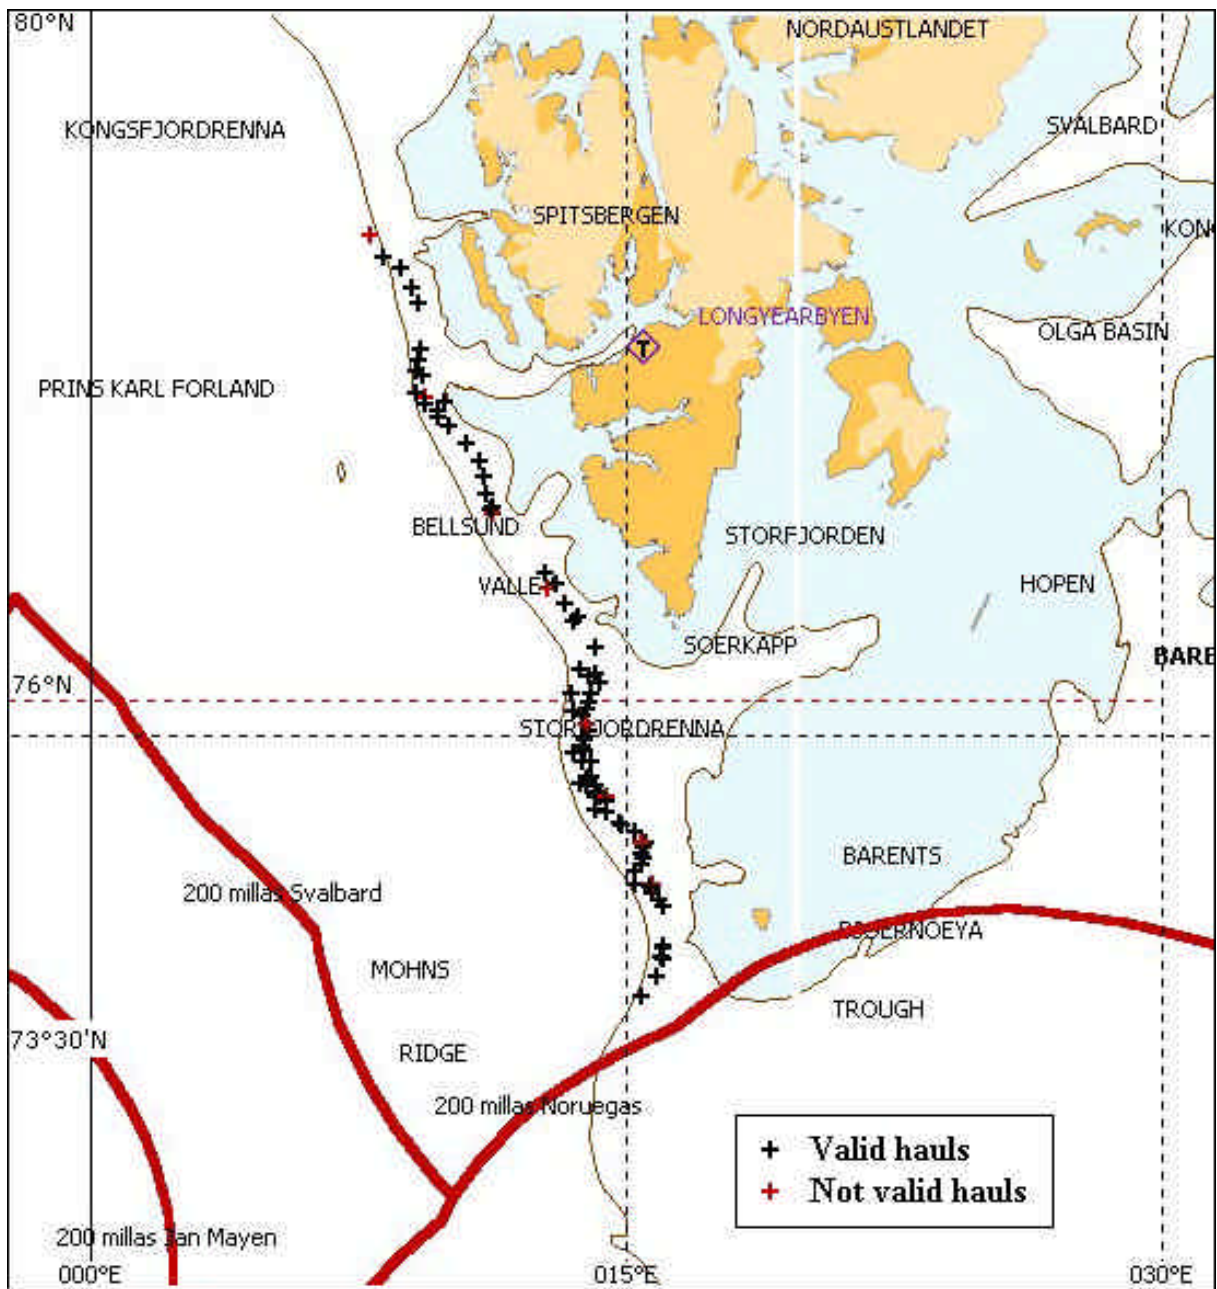 80°N
NORDAUSTLANDET
KONGSFJORDRENNA
SVALBARD
SPITSBERGEN
LONGYEARBYEN
T
OLGA BASIN
PRINS KARL FORLAND
BELLSUND
STORFJORDEN
VALLE
HOPEN
SOERKAPP
76°N
STORFJORDRENNA
BARENTS
200 millas Svalbard
MOHNS
TROUGH
73°30'N
RIDGE
200 millas Noruegas
Valid hauls
Not valid hauls
200 millas Jan Mayen
000°E
015°E
030°E